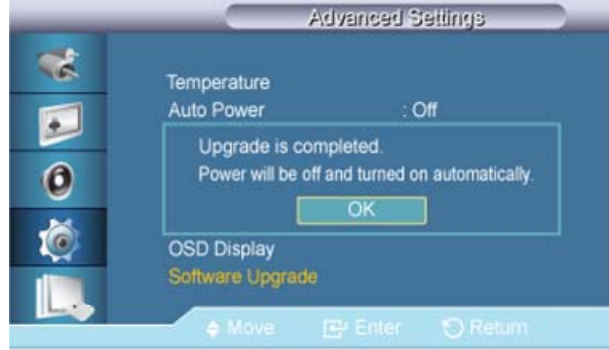 Advanced Settings
Temperature
Auto Power : Off
Upgrade is completed.
Power will be off and turned on automatically.
OK
OSD Display
Software Upgrade
Move Enter Return